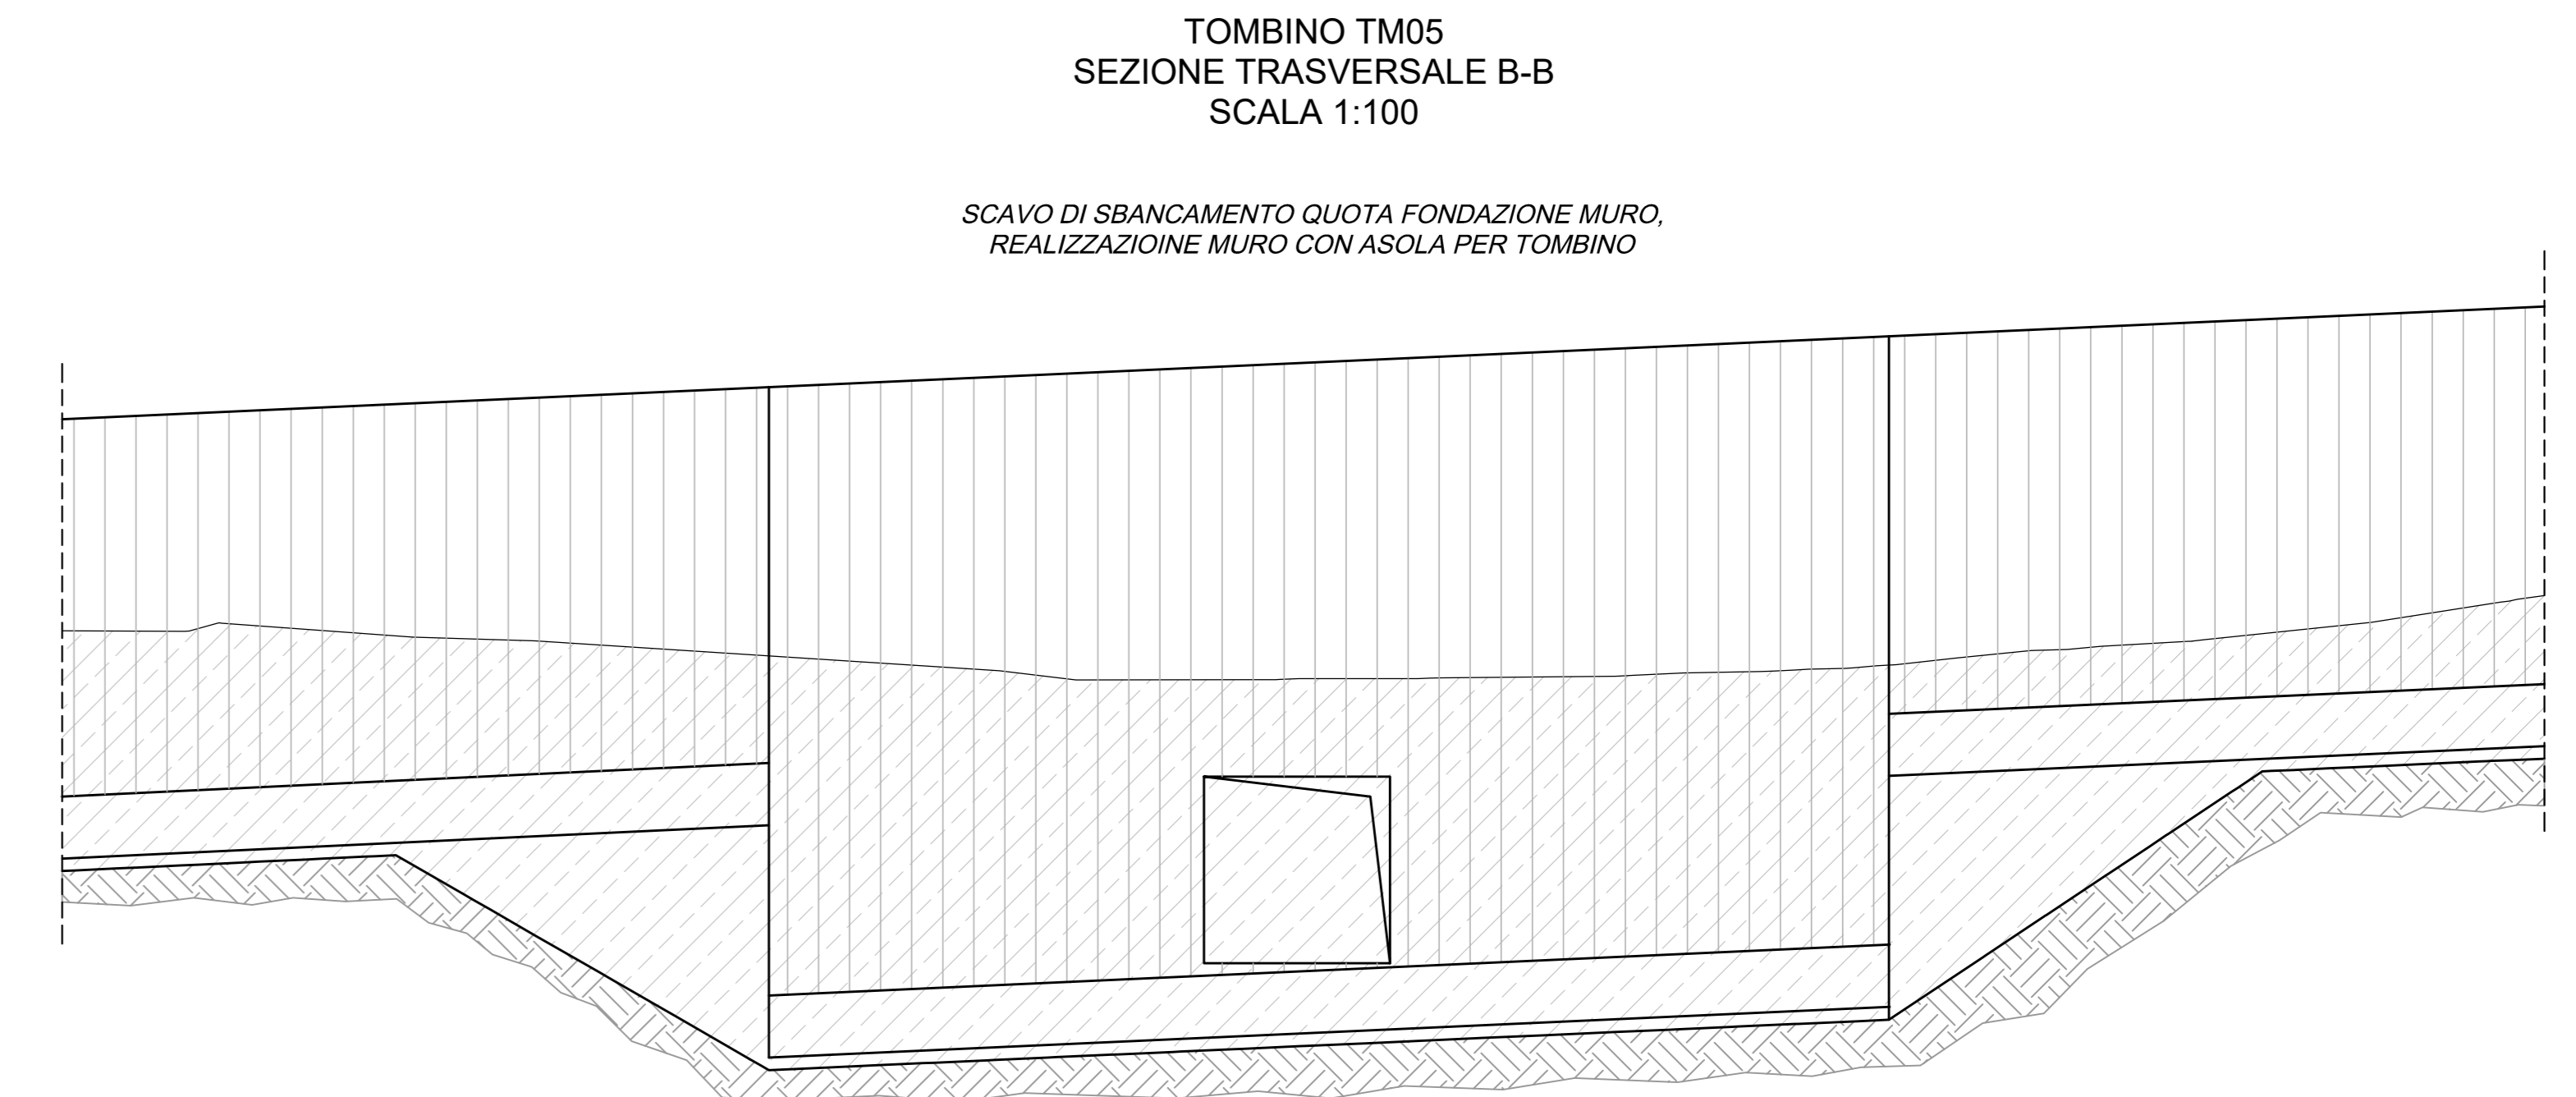 TOMBINO TM05
SEZIONE TRASVERSALE B-B
SCALA 1:100
SCAVO DI SBANCAMENTO QUOTA FONDAZIONE MURO,
REALIZZAZIOINE MURO CON ASOLA PER TOMBINO